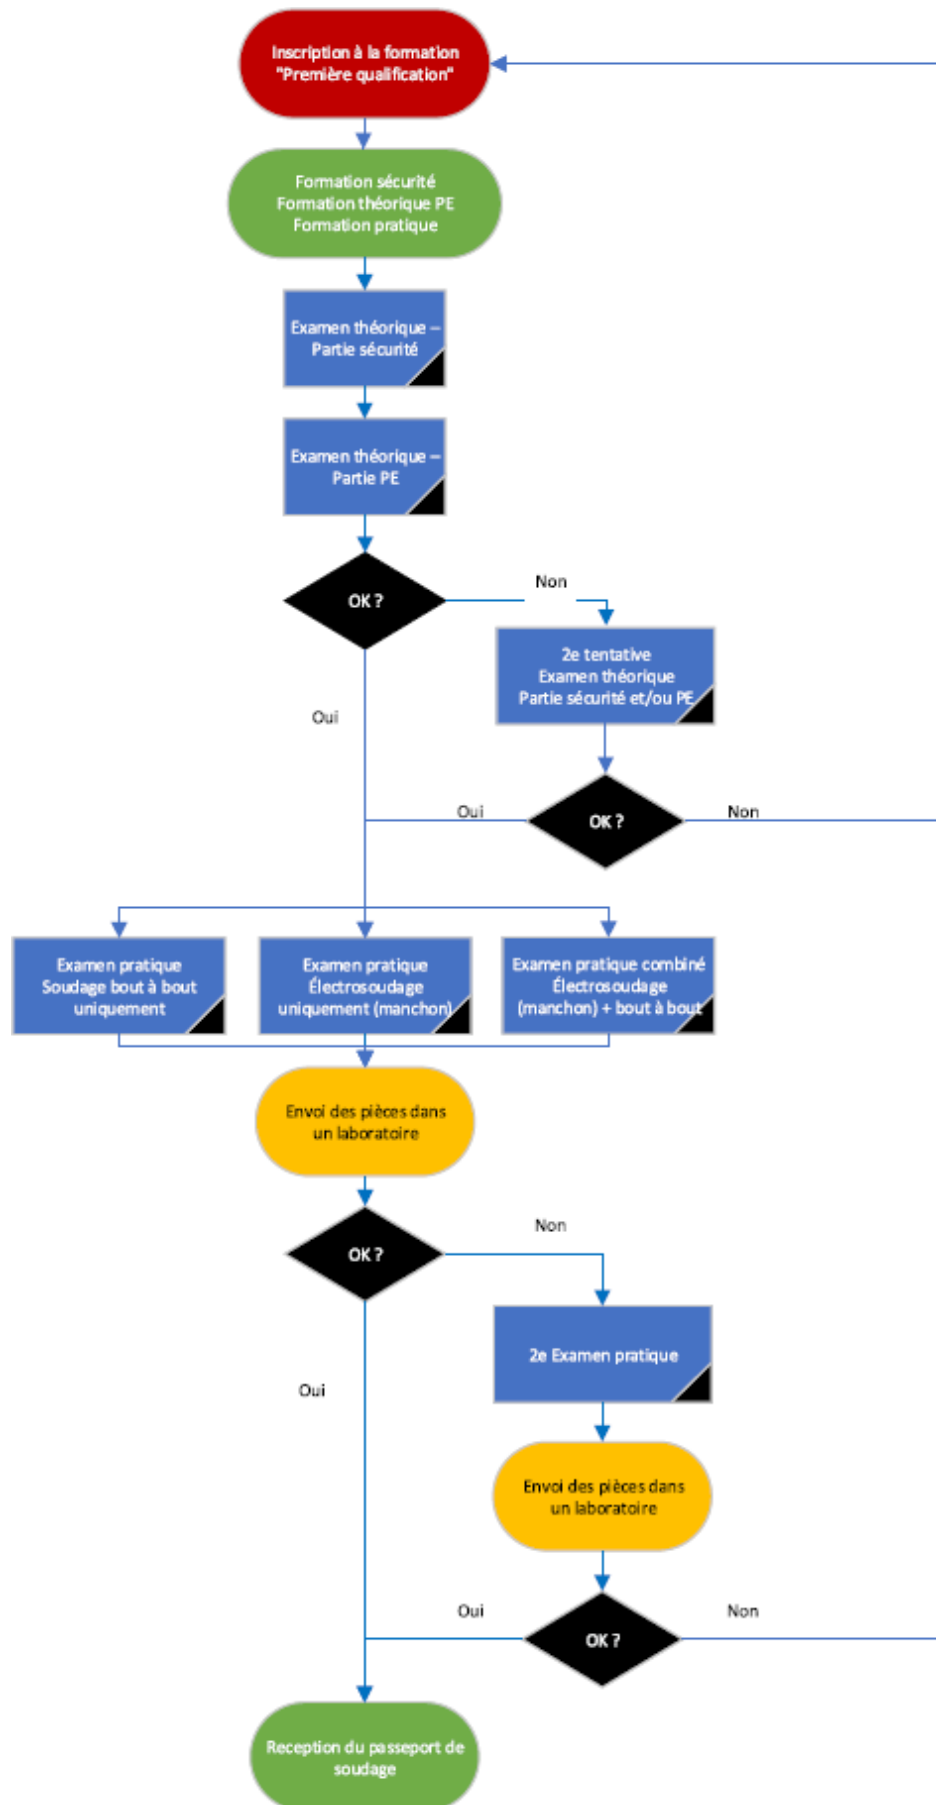 Inscription à la formation
"Première qualification"
Formation sécurité
Formation théorique PE
Formation pratique
Examen théorique –
Partie sécurité
Examen théorique –
Partie PE
OK ?
Non
2e tentative
Examen théorique
Partie sécurité et/ou PE
Oui
Oui
OK ?
Non
Examen pratique
Soudage bout à bout
uniquement
Examen pratique
Électrosoudage
uniquement (manchon)
Examen pratique combiné
Électrosoudage
(manchon) + bout à bout
Envoi des pièces dans
un laboratoire
OK ?
Non
2e Examen pratique
Oui
Envoi des pièces dans
un laboratoire
Oui
OK ?
Non
Reception du passeport de
soudage